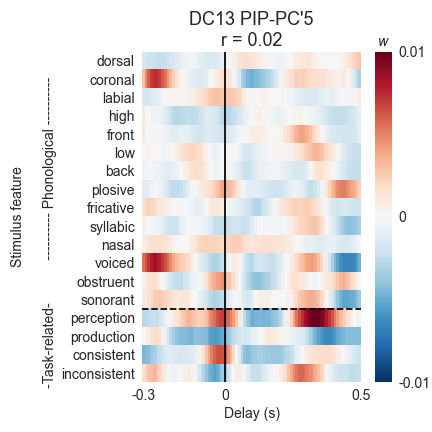 DC13 PIP-PC'5
r = 0.02
w
Stimulus feature
---------- Phonological ----------
-Task-related-
dorsal
coronal
labial
high
front
low
back
plosive
fricative
syllabic
nasal
voiced
obstruent
sonorant
perception
production
consistent
inconsistent
0.01
0
-0.01
-0.3 0 0.5
Delay (s)